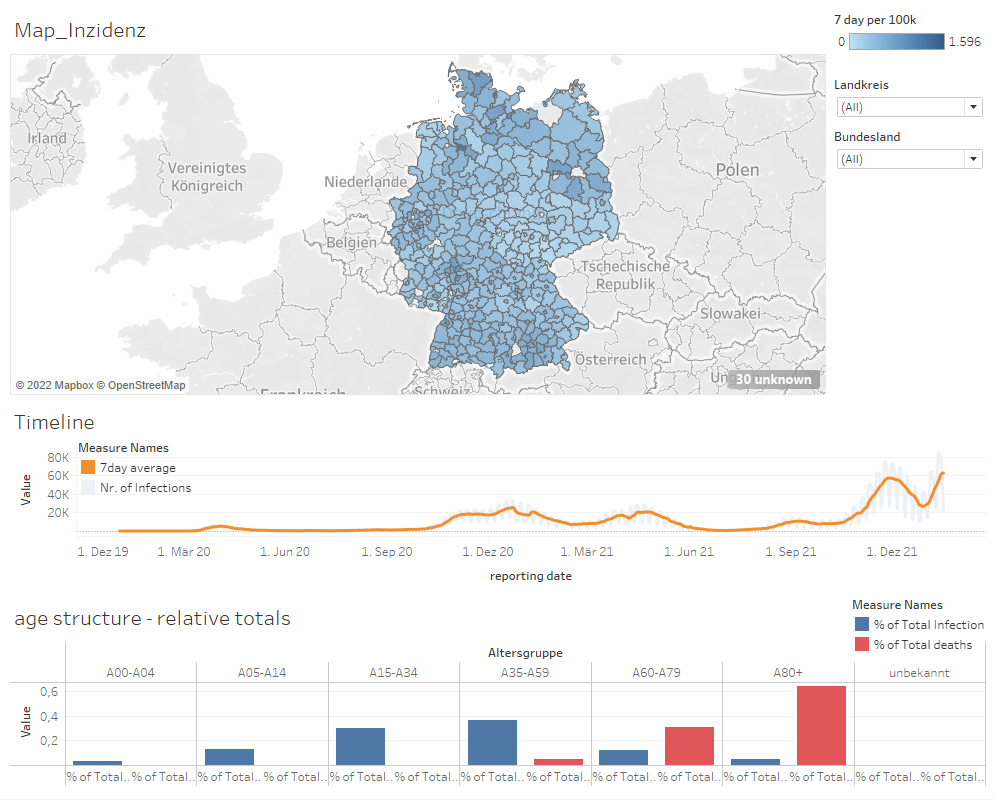 Map_Inzidenz
7 day per 100k
0 1.596
Landkreis
(All)
Bundesland
(All)
Irland
Vereinigtes
Königreich
Niederlande
Belgien
Polen
Tschechische
Republik
Slowakei
Österreich
Schweiz
Frankreich
© 2022 Mapbox © OpenStreetMap
30 unknown
Timeline
Measure Names
7day average
Nr. of Infections
Value
80K
60K
40K
20K
1. Dez 19 1. Mär 20 1. Jun 20 1. Sep 20 1. Dez 20 1. Mär 21 1. Jun 21 1. Sep 21 1. Dez 21
reporting date
age structure - relative totals
Measure Names
% of Total Infection
% of Total deaths
Altersgruppe
A00-A04 A05-A14 A15-A34 A35-A59 A60-A79 A80+ unbekannt
Value
0,6
0,4
0,2
% of Total.. % of Total.. % of Total.. % of Total.. % of Total.. % of Total.. % of Total.. % of Total.. % of Total.. % of Total.. % of Total.. % of Total.. % of Total.. % of Total..